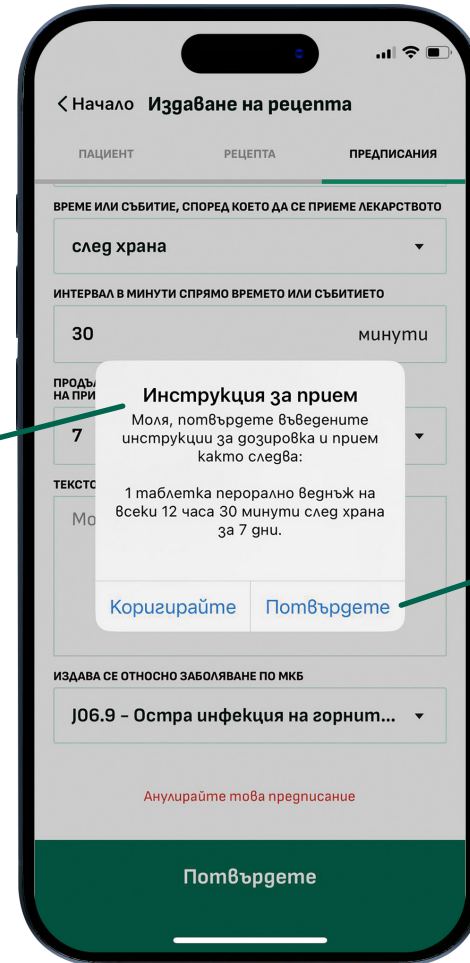 Начало Издаване на рецепта
ПАЦИЕНТ РЕЦЕПТА ПРЕДПИСАНИЯ
ВРЕМЕ ИЛИ СЪБИТИЕ, СПОРЕД КОЕТО ДА СЕ ПРИЕМЕ ЛЕКАРСТВОТО
след храна
ИНТЕРВАЛ В МИНУТИ СПРЯМО ВРЕМЕТО ИЛИ СЪБИТИЕТО
30 минути
НА
7
Инструкция за прием
Моля, потвърдете въведените
инструкции за дозировка и прием
както следва:
1 таблетка перорално веднъж на
всеки 12 часа 30 минути след храна
за 7 дни.
Коригирайте Потвърдете
ИЗДАВА СЕ ОТНОСНО ЗАБОЛЯВАНЕ ПО МКБ
J06.9 - Остра инфекция на горнит...
Анулирайте това предписание
Потвърдете